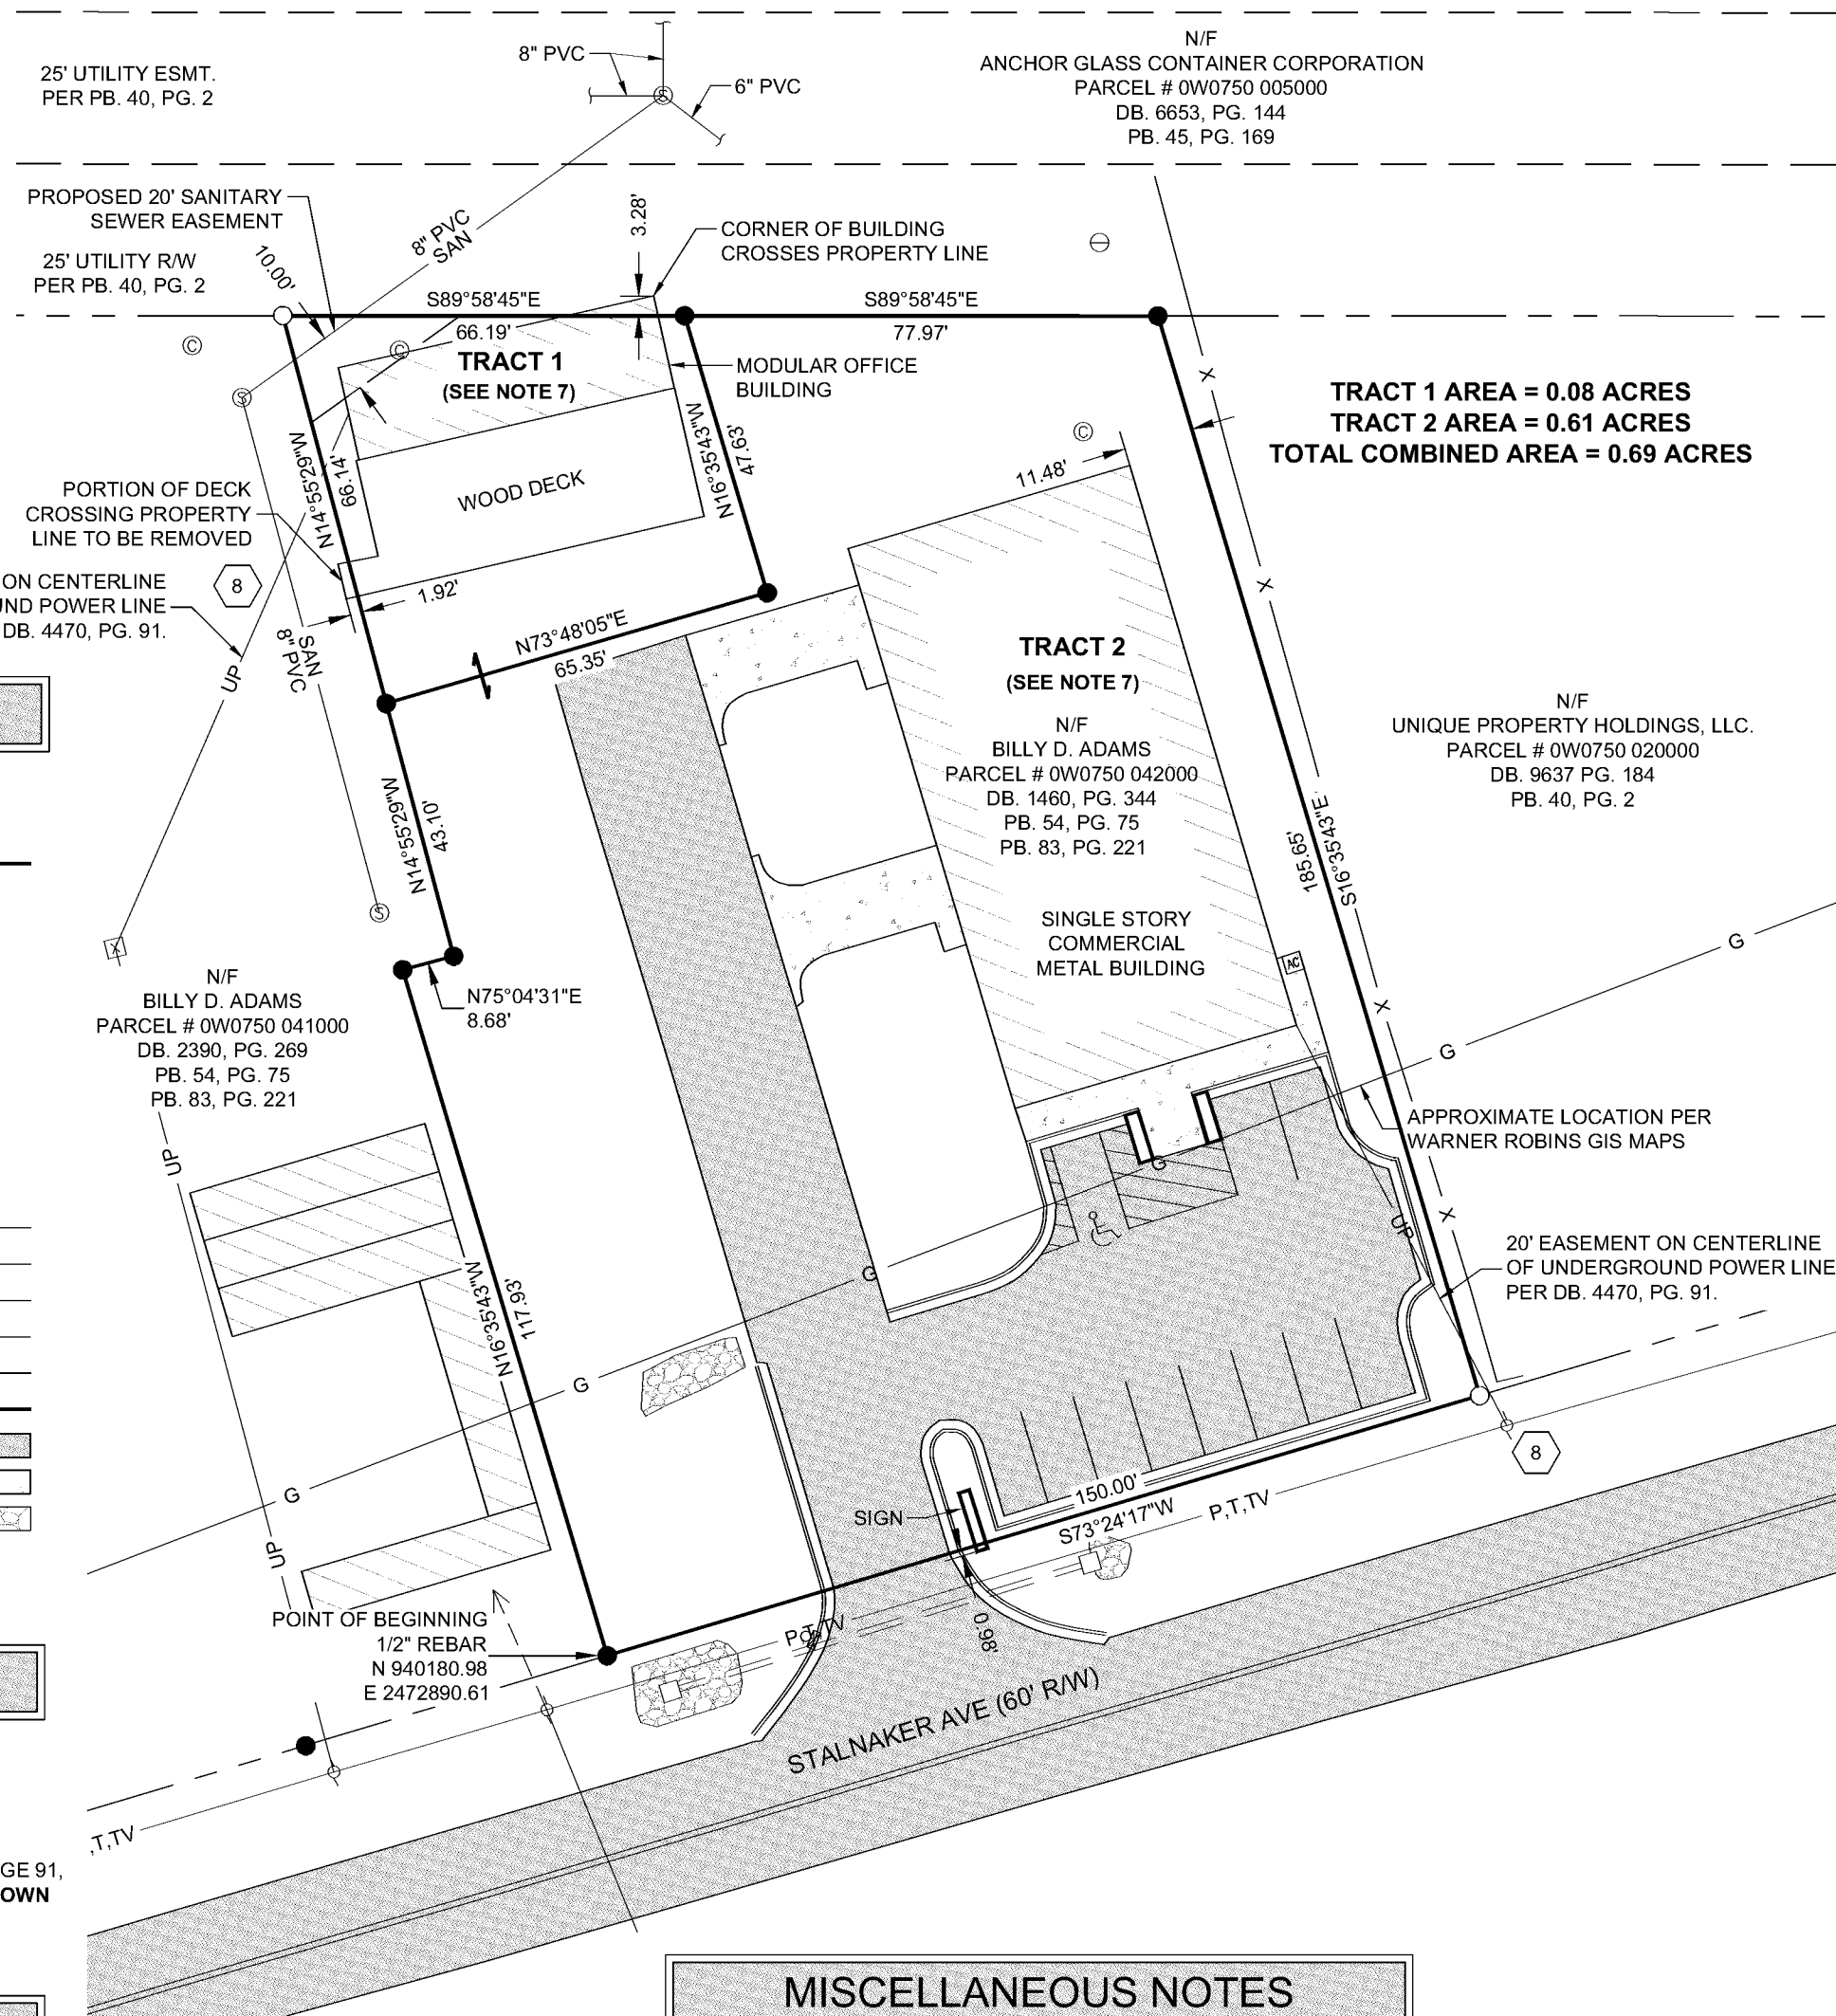 25' UTILITY ESMT.
PER PB. 40, PG. 2
8" PVC
6" PVC
N/F
ANCHOR GLASS CONTAINER CORPORATION
PARCEL # 0W0750 005000
DB. 6653, PG. 144
PB. 45, PG. 169
PROPOSED 20' SANITARY
SEWER EASEMENT
25' UTILITY R/W
PER PB. 40, PG. 2
10.00'
8" PVC
SAN
3.28'
CORNER OF BUILDING
CROSSES PROPERTY LINE
S89°58'45"E
66.19'
S89°58'45"E
77.97'
TRACT 1
(SEE NOTE 7)
MODULAR OFFICE
BUILDING
TRACT 1 AREA = 0.08 ACRES
TRACT 2 AREA = 0.61 ACRES
TOTAL COMBINED AREA = 0.69 ACRES
N14°55'29"W
66.14'
N16°35'43"W
47.63'
WOOD DECK
11.48'
PORTION OF DECK
CROSSING PROPERTY
LINE TO BE REMOVED
ON CENTERLINE
UND POWER LINE
DB. 4470, PG. 91.
8
1.92'
N73°48'05"E
65.35'
SAN
8" PVC
UP
TRACT 2
(SEE NOTE 7)
N/F
BILLY D. ADAMS
PARCEL # 0W0750 042000
DB. 1460, PG. 344
PB. 54, PG. 75
PB. 83, PG. 221
N/F
UNIQUE PROPERTY HOLDINGS, LLC.
PARCEL # 0W0750 020000
DB. 9637 PG. 184
PB. 40, PG. 2
N14°55'29"W
43.10'
185.65'
S16°35'43"E
SINGLE STORY
COMMERCIAL
METAL BUILDING
AC
X
X
X
X
X
S
S
S
C
C
C
G
G
G
G
G
G
N/F
BILLY D. ADAMS
PARCEL # 0W0750 041000
DB. 2390, PG. 269
PB. 54, PG. 75
PB. 83, PG. 221
N75°04'31"E
8.68'
APPROXIMATE LOCATION PER
WARNER ROBINS GIS MAPS
UP
UP
UP
20' EASEMENT ON CENTERLINE
OF UNDERGROUND POWER LINE
PER DB. 4470, PG. 91.
N16°35'43"W
117.93'
8
SIGN
150.00'
S73°24'17"W
P,T,TV
0.98'
POINT OF BEGINNING
1/2" REBAR
N 940180.98
E 2472890.61
STALNAKER AVE (60' R/W)
,T,TV
GE 91,
OWN
MISCELLANEOUS NOTES